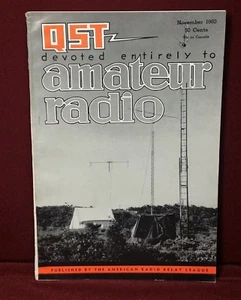 QST
November 1960
50 Cents
devoted entirely to
amateur
radio
PUBLISHED BY THE AMERICAN RADIO RELAY LEAGUE